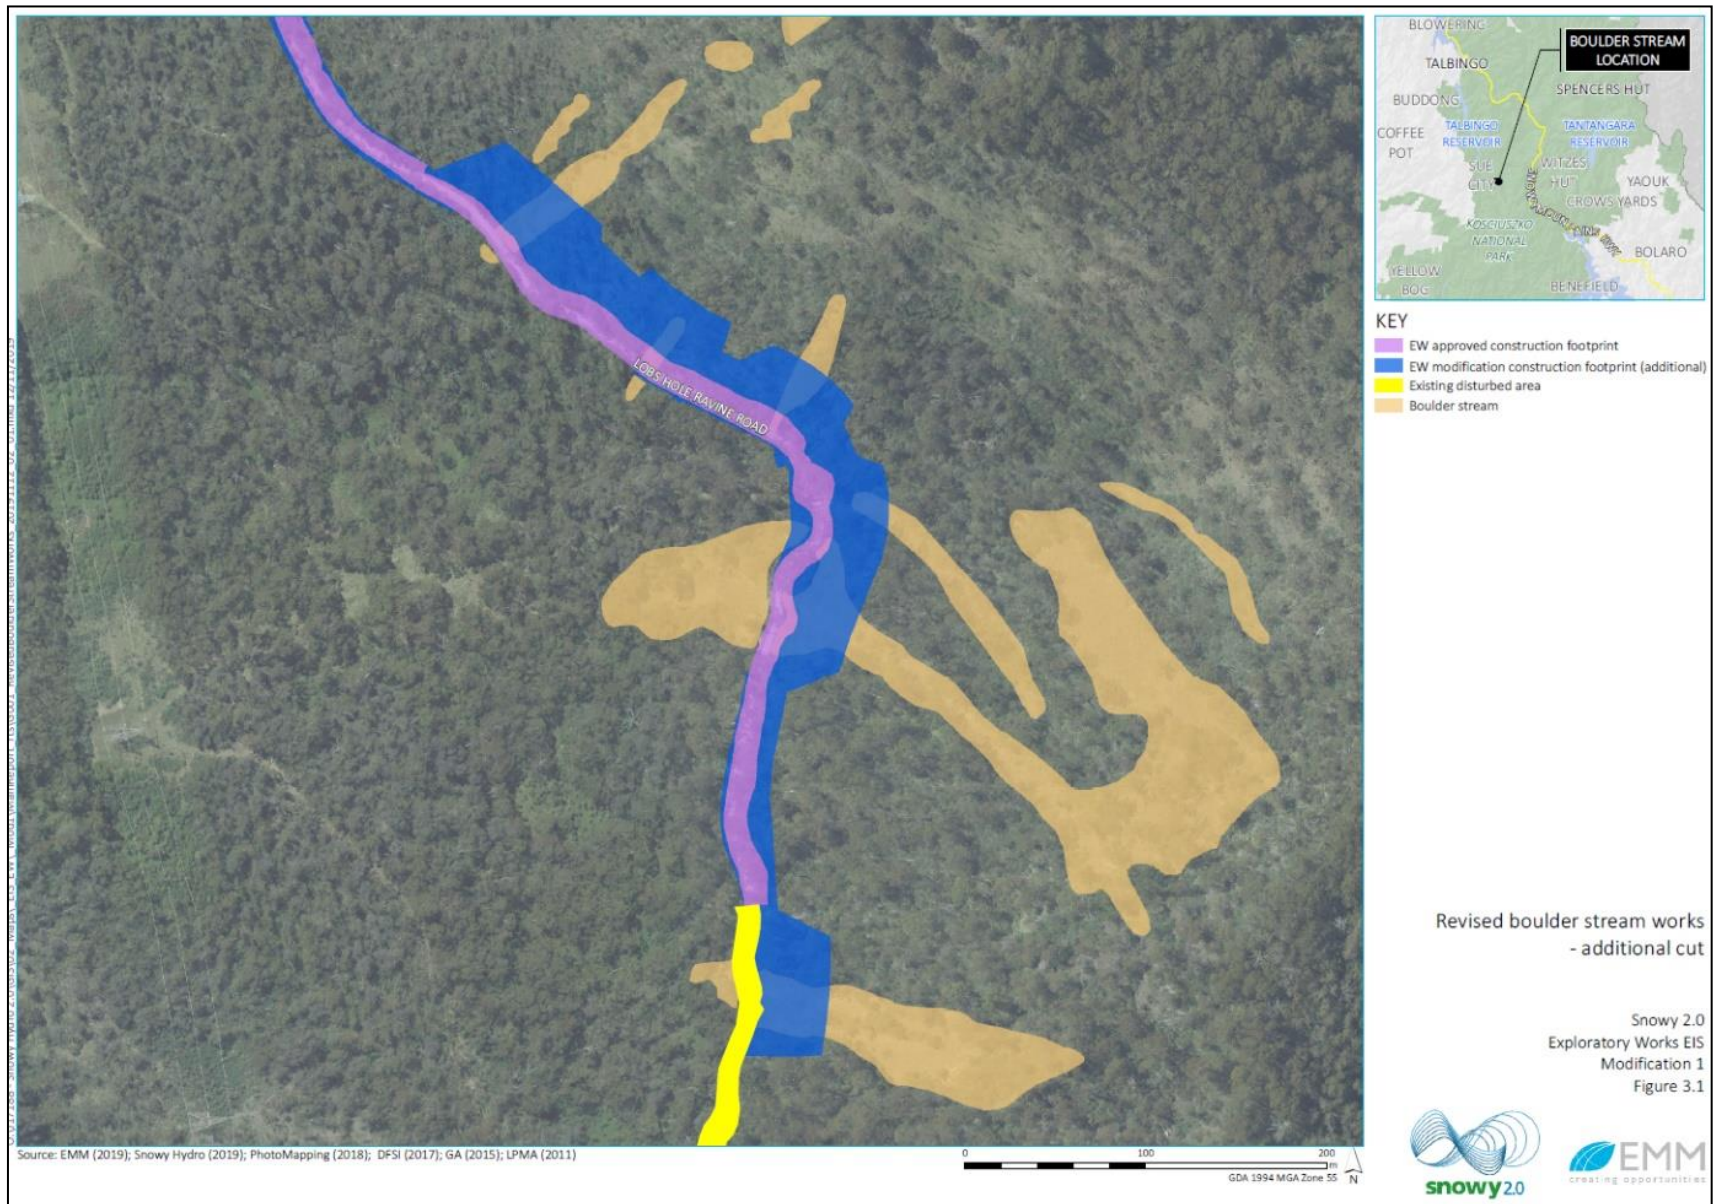 BLOWERING
BOULDER STREAM
LOCATION
TALBINGO
SPENCERS HUT
BUDDONG
TALBINGO
RESERVOIR
TANTANGARA
RESERVOIR
COFFEE
POT
SUE
CITY
WITZES
HUT
YAOUK
CROWS YARDS
KOSCIUSZKO
NATIONAL
PARK
BOLARO
YELLOW
BOG
BENEFIELD
KEY
EW approved construction footprint
EW modification construction footprint (additional)
Existing disturbed area
Boulder stream
LOBS HOLE RAVINE ROAD
Revised boulder stream works
- additional cut
Snowy 2.0
Exploratory Works EIS
Modification 1
Figure 3.1
Source: EMM (2019); Snowy Hydro (2019); PhotoMapping (2018); DFSI (2017); GA (2015); LPMA (2011)
0 100 200
m
GDA 1994 MGA Zone 55
N
snowy2.0
EMM
creating opportunities